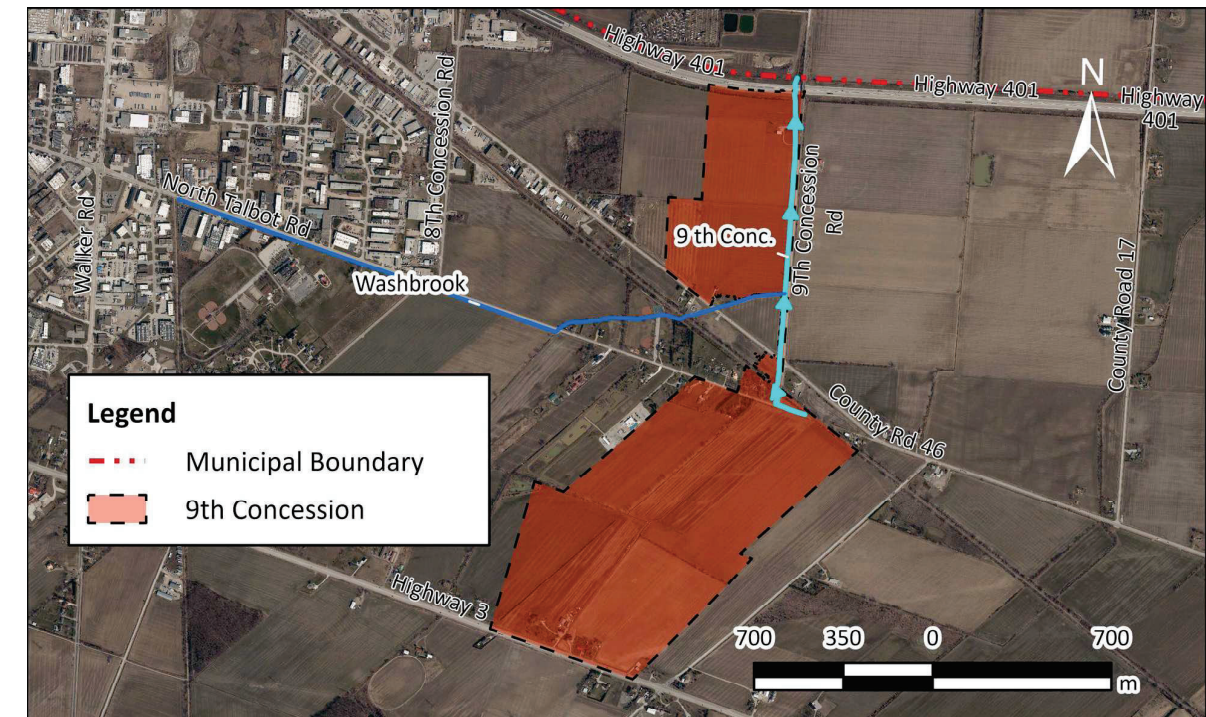 Highway 401
Highway 401
Highway
401
N
8Th Concession Rd
North Talbot Rd
Walker Rd
9Th Concession
Rd
9 th Conc.
Washbrook
County Road 17
County Rd 46
Legend
Municipal Boundary
9th Concession
Highway 3
700 350 0 700
m